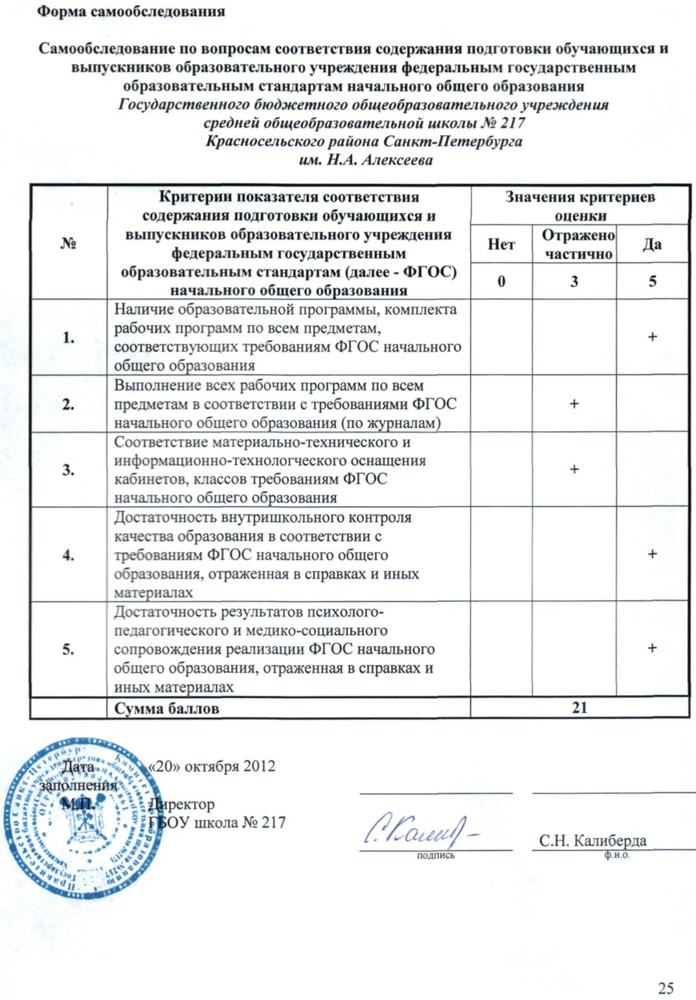 Форма самообследования
Самообследование по вопросам соответствия содержания подготовки обучающихся и
выпускников образовательного учреждения федеральным государственным
образовательным стандартам начального общего образования
Государственного бюджетного общеобразовательного учреждения
средней общеобразовательной школы № 217
Красносельского района Санкт-Петербурга
им. Н.А. Алексеева
№
Критерии показателя соответствия
содержания подготовки обучающихся и
выпускников образовательного учреждения
федеральным государственным
образовательным стандартам (далее - ФГОС)
начального общего образования
Значения критериев
оценки
Нет
Отражено
частично
Да
0
3
5
1.
Наличие образовательной программы, комплекта
рабочих программ по всем предметам,
соответствующих требованиям ФГОС начального
общего образования
+
2.
Выполнение всех рабочих программ по всем
предметам в соответствии с требованиями ФГОС
начального общего образования (по журналам)
+
3.
Соответствие материально-технического и
информационно-технологческого оснащения
кабинетов, классов требованиям ФГОС
начального общего образования
+
4.
Достаточность внутришкольного контроля
качества образования в соответствии с
требованиям ФГОС начального общего
образования, отраженная в справках и иных
материалах
+
5.
Достаточность результатов психолого-
педагогического и медико-социального
сопровождения реализации ФГОС начального
общего образования, отраженная в справках и
иных материалах
+
Сумма баллов
21
Дата
заполнения
«20» октября 2012
М.П.
Директор
ГБОУ школа № 217
С.Н. Калиберда
подпись
ф.и.о.
Правительство Санкт-Петербург
Комитет по образованию
25